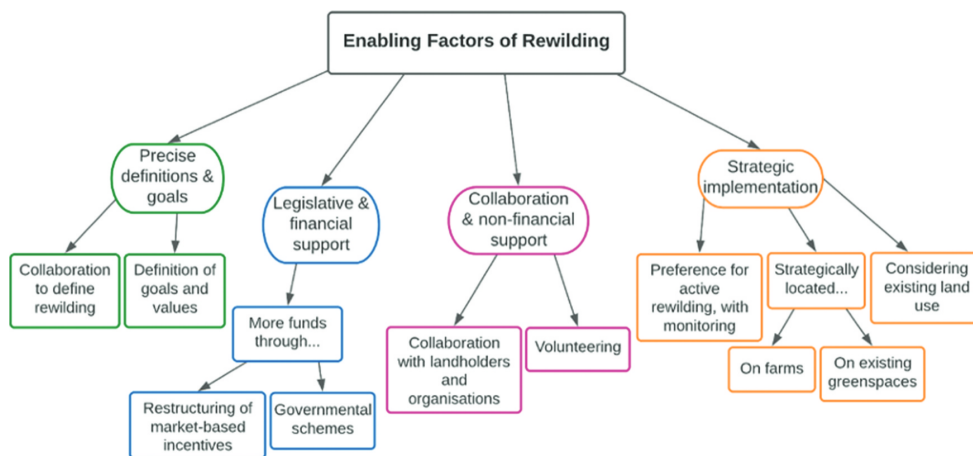 Enabling Factors of Rewilding
Precise
definitions &
goals
Legislative &
financial
support
Collaboration
& non-financial
support
Strategic
implementation
Collaboration
to define
rewilding
Definition of
goals and
values
More funds
through...
Restructuring of
market-based
incentives
Governmental
schemes
Collaboration
with landholders
and
organisations
Volunteering
Preference for
active
rewilding, with
monitoring
Strategically
located...
Considering
existing land
use
On farms
On existing
greenspaces